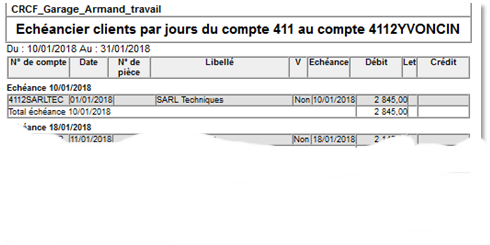 CRCF_Garage_Armand_travail
Echéancier clients par jours du compte 411 au compte 4112YVONCIN
Du : 10/01/2018 Au : 31/01/2018
N° de compte Date N° de pièce Libellé V Echéance Débit Let Crédit
Echéance 10/01/2018
4112SARLTEC 01/01/2018 SARL Techniques Non 10/01/2018 2 845,00
Total échéance 10/01/2018 2 845,00
18/01/2018
11/01/2018 Non 18/01/2018